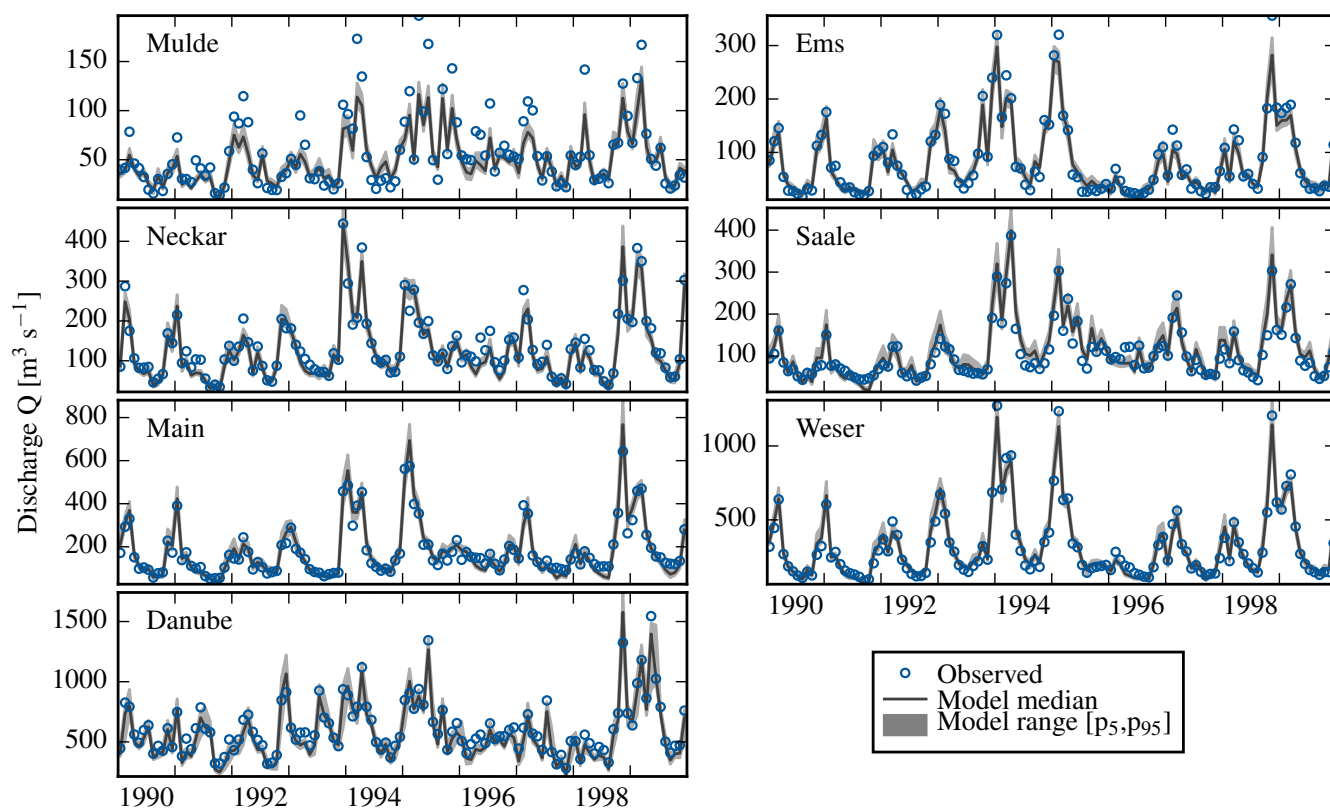 Discharge Q [m³ s⁻¹]
Mulde
150
100
50
Ems
300
200
100
Neckar
400
300
200
100
Saale
400
300
200
100
Main
800
600
400
200
Weser
1000
500
1990 1992 1994 1996 1998
Danube
1500
1000
500
1990 1992 1994 1996 1998
Observed
Model median
Model range [p₅,p₉₅]